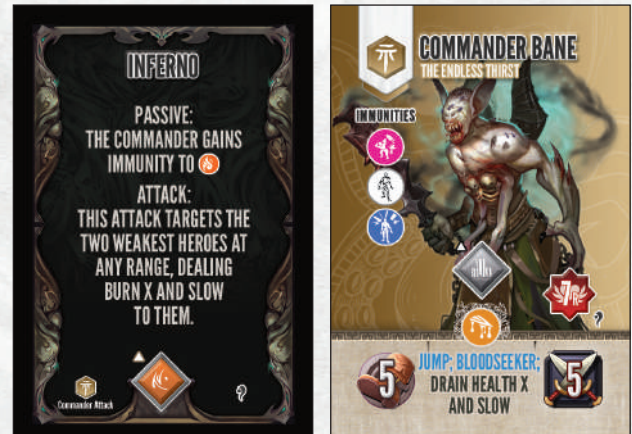 INFERNO
PASSIVE:
THE COMMANDER GAINS
IMMUNITY TO
ATTACK:
THIS ATTACK TARGETS THE
TWO WEAKEST HEROES AT
ANY RANGE, DEALING
BURN X AND SLOW
TO THEM.
Commander Attack
COMMANDER BANE
THE ENDLESS THIRST
IMMUNITIES
7R
5
JUMP; BLOODSEEKER;
DRAIN HEALTH X
AND SLOW
5